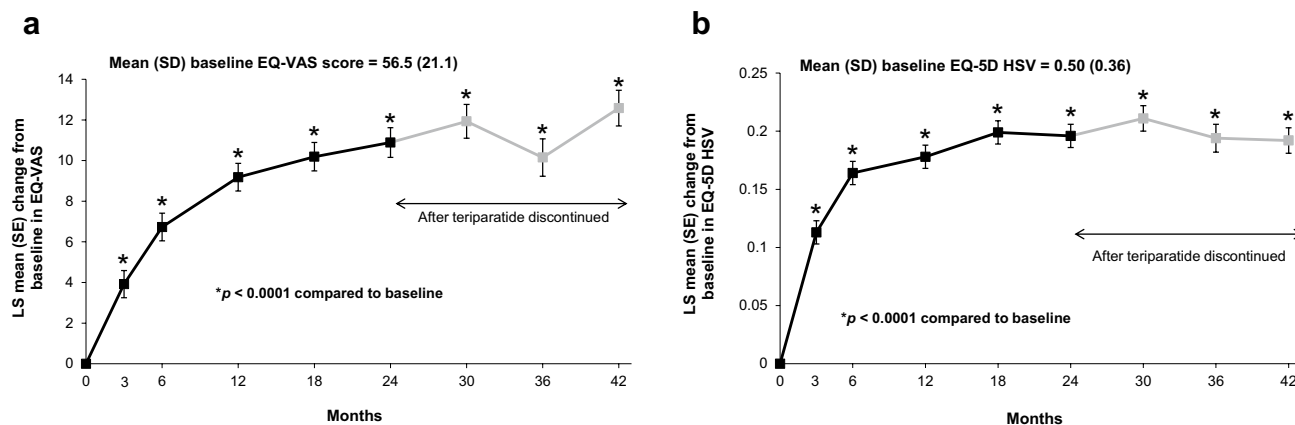 a
Mean (SD) baseline EQ-VAS score = 56.5 (21.1)
LS mean (SE) change from
baseline in EQ-VAS
14
12
10
8
6
4
2
0
* * * * * * * *
After teriparatide discontinued
*p < 0.0001 compared to baseline
0 3 6 12 18 24 30 36 42
Months
b
Mean (SD) baseline EQ-5D HSV = 0.50 (0.36)
LS mean (SE) change from
baseline in EQ-5D HSV
0.25
0.2
0.15
0.1
0.05
0
* * * * * * * *
After teriparatide discontinued
*p < 0.0001 compared to baseline
0 3 6 12 18 24 30 36 42
Months